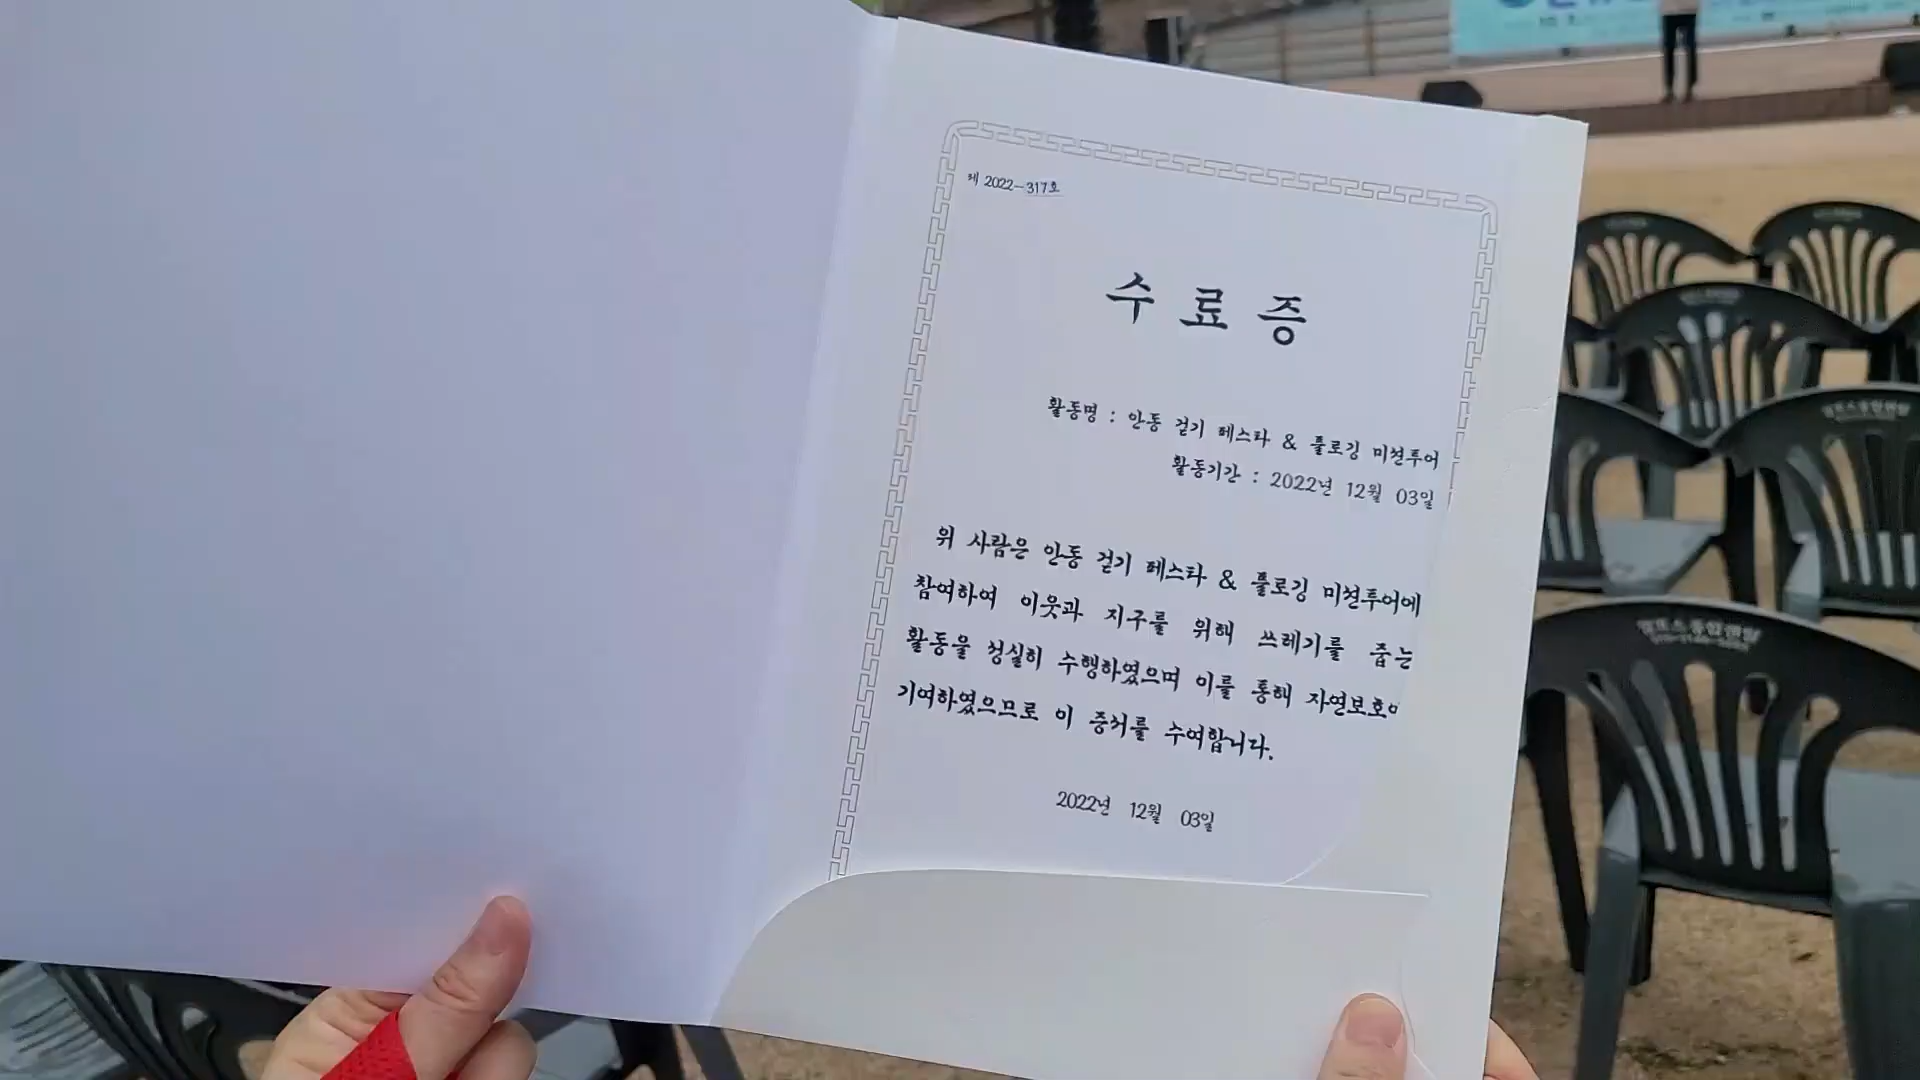 제 2022-317호
수 료 증
활동명 : 안동 걷기 페스타 & 플로깅 미션투어
활동기간 : 2022년 12월 03일
위 사람은 안동 걷기 페스타 & 플로깅 미션투어에
참여하여 이웃과 지구를 위해 쓰레기를 줍는
활동을 성실히 수행하였으며 이를 통해 자연보호
기여하였으므로 이 증서를 수여합니다.
2022년 12월 03일